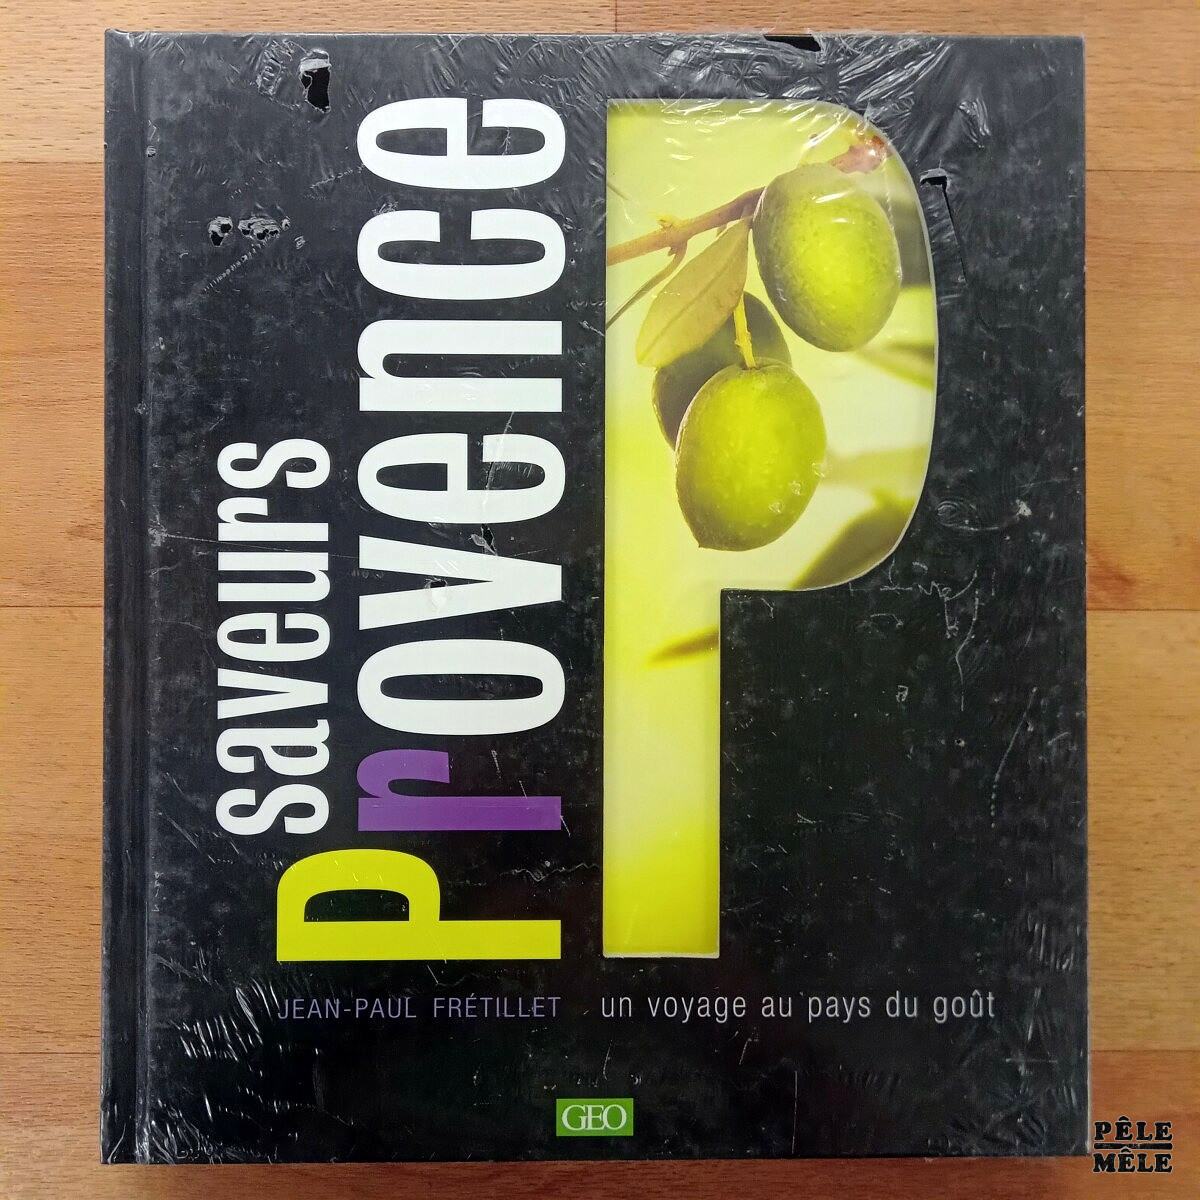 saveurs
Provence
P
JEAN-PAUL FRÉTILLET un voyage au pays du goût
GEO
PÊLE
MÊLE